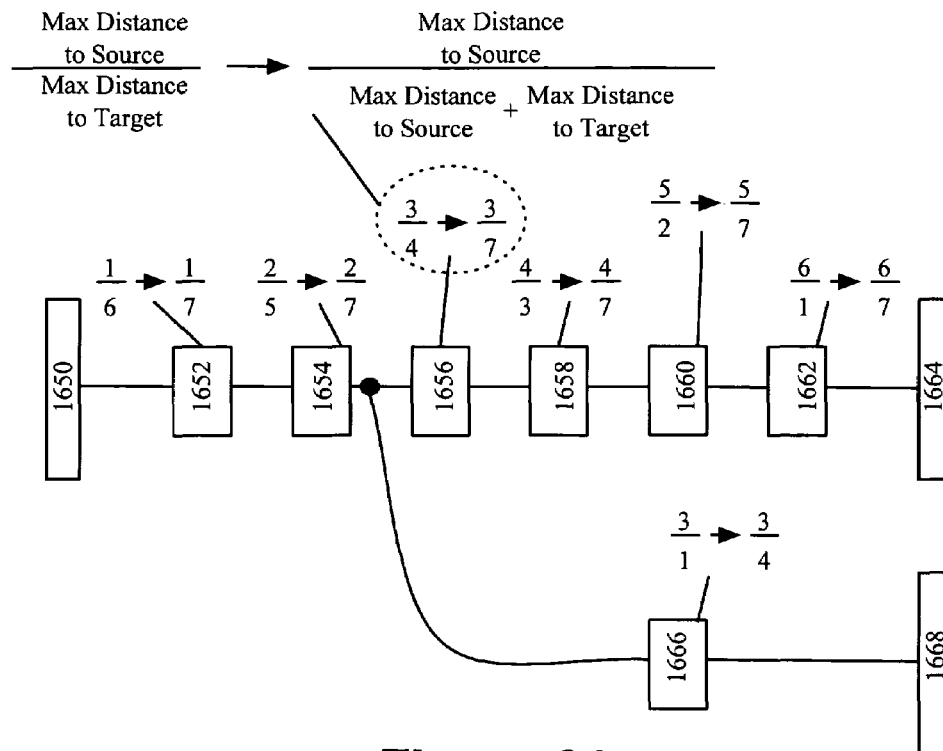 Max Distance
to Source
Max Distance
to Target
Max Distance
to Source
Max Distance
to Source
+
Max Distance
to Target
3/4 → 3/7
5/2 → 5/7
1/6 → 1/7
2/5 → 2/7
4/3 → 4/7
6/1 → 6/7
1650
1652
1654
1656
1658
1660
1662
1664
3/1 → 3/4
1666
1668